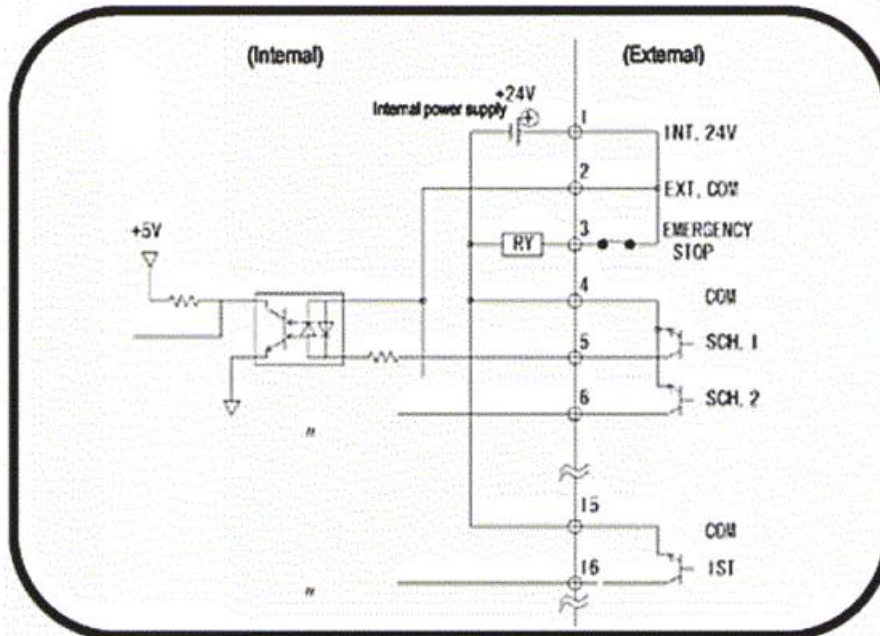 (Internal) (External)
+24V
Internal power supply
1 INT. 24V
2 EXT. COM
+5V
3 RY EMERGENCY
STOP
4 COM
5 SCH. 1
6 SCH. 2
〃
15 COM
16 IST
〃